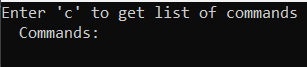 Enter 'c' to get list of commands
Commands: